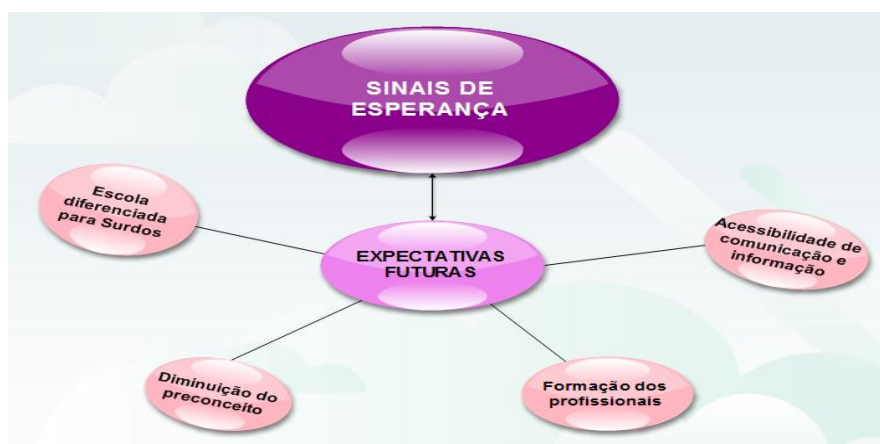 SINAIS DE
ESPERANÇA
Escola
diferenciada
para Surdos
EXPECTATIVAS
FUTURAS
Acessibilidade de
comunicação e
informação
Diminuição do
preconceito
Formação dos
profissionais